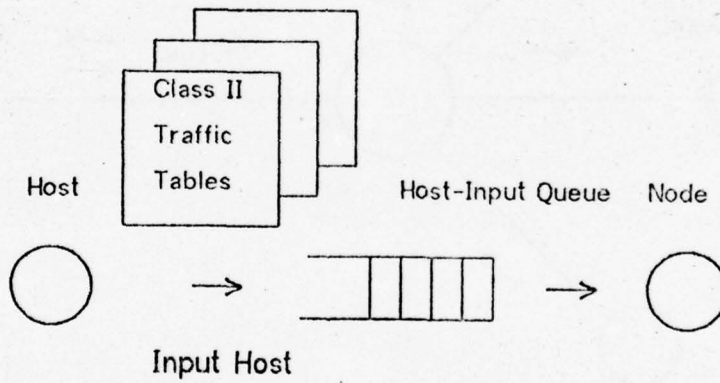 Class II
Traffic
Tables
Host
Host-Input Queue
Node
Input Host